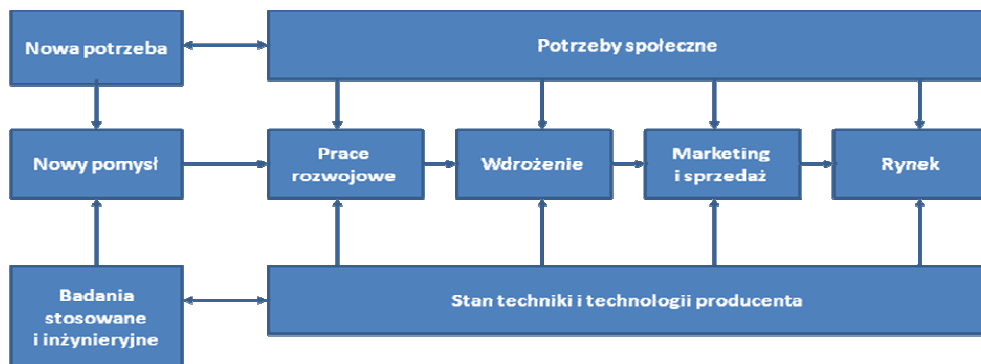 Nowa potrzeba
Potrzeby społeczne
Nowy pomysł
Prace
rozwojowe
Wdrożenie
Marketing
i sprzedaż
Rynek
Badania
stosowane
i inżynieryjne
Stan techniki i technologii producenta